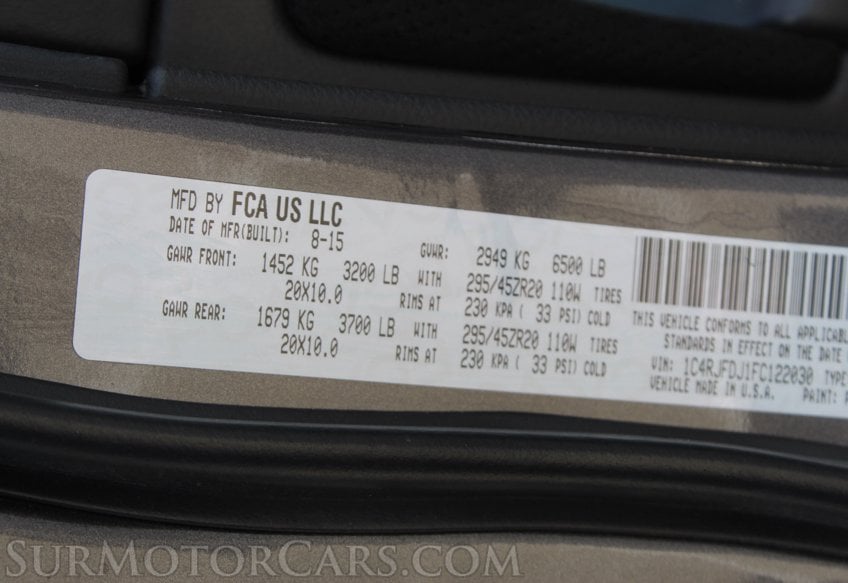 MFD BY FCA US LLC
DATE OF MFR(BUILT): 8-15 GVWR: 2949 KG 6500 LB
GAWR FRONT: 1452 KG 3200 LB WITH 295/45ZR20 110W TIRES
20X10.0 RIMS AT 230 KPA ( 33 PSI) COLD
GAWR REAR: 1679 KG 3700 LB WITH 295/45ZR20 110W TIRES
20X10.0 RIMS AT 230 KPA ( 33 PSI) COLD
THIS VEHICLE CONFORMS TO ALL APPLICABLE
STANDARDS IN EFFECT ON THE DATE
VIN: 1C4RJFDJ1FC122030 TYPE
VEHICLE MADE IN U.S.A. PAINT:
SURMOTORCARS.COM